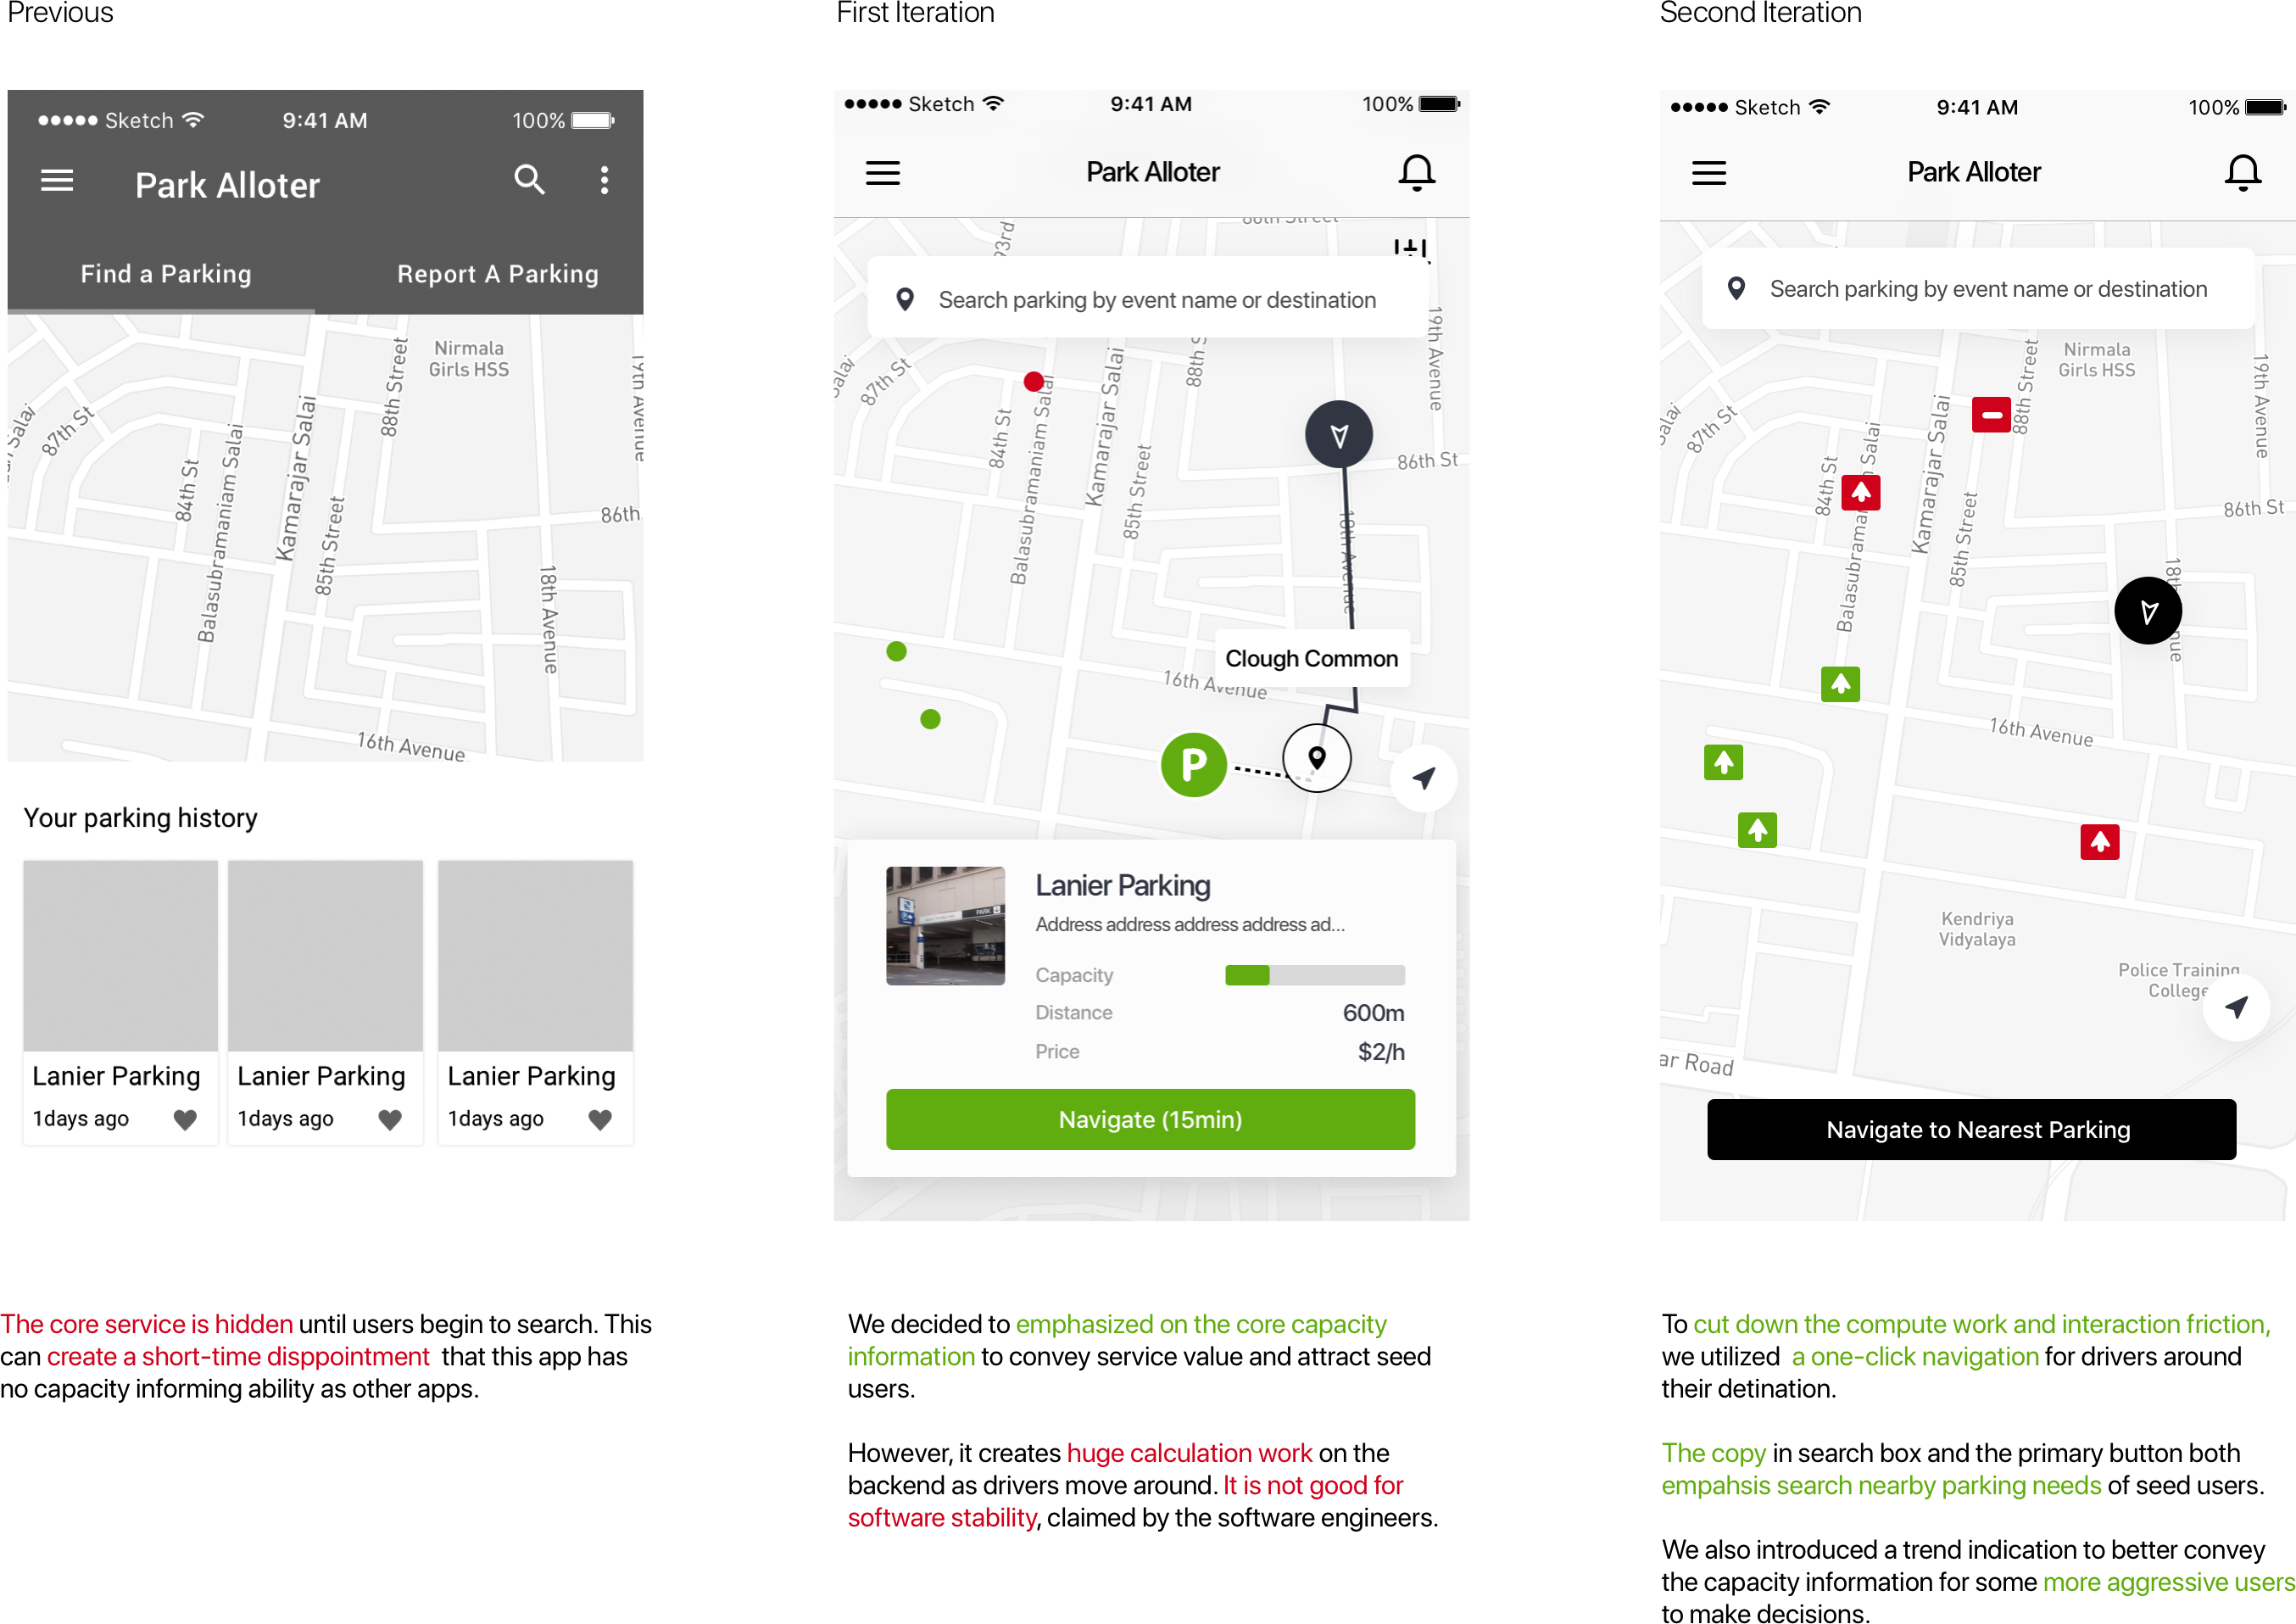 Previous
Sketch
9:41 AM
100%
Park Alloter
Find a Parking
Report A Parking
Nirmala
Girls HSS
88th Street
19th Avenue
Salai
87th St
84th St
Balasubramaniam Salai
Kamarajar Salai
85th Street
86th
18th Avenue
16th Avenue
Your parking history
Lanier Parking
1days ago
Lanier Parking
1days ago
Lanier Parking
1days ago
The core service is hidden until users begin to search. This
can create a short-time disppointment that this app has
no capacity informing ability as other apps.
First Iteration
Sketch
9:41 AM
100%
Park Alloter
93rd
88th Street
Search parking by event name or destination
19th Avenue
alai
87th St
84th St
Balasubramaniam Salai
Kamarajar Salai
88th S
85th Street
86th St
18th Avenue
Clough Common
16th Avenue
P
Lanier Parking
Address address address address ad...
PARK
Capacity
Distance
600m
Price
$2/h
Navigate (15min)
We decided to emphasized on the core capacity
information to convey service value and attract seed
users.
However, it creates huge calculation work on the
backend as drivers move around. It is not good for
software stability, claimed by the software engineers.
Second Iteration
Sketch
9:41 AM
100%
Park Alloter
Search parking by event name or destination
Nirmala
Girls HSS
88th Street
19th Avenue
alai
87th St
84th St
Balasubramaniam Salai
Kamarajar Salai
85th Street
86th St
18th Avenue
16th Avenue
Kendriya
Vidyalaya
Police Training
College
ar Road
Navigate to Nearest Parking
To cut down the compute work and interaction friction,
we utilized a one-click navigation for drivers around
their detination.
The copy in search box and the primary button both
empahsis search nearby parking needs of seed users.
We also introduced a trend indication to better convey
the capacity information for some more aggressive users
to make decisions.